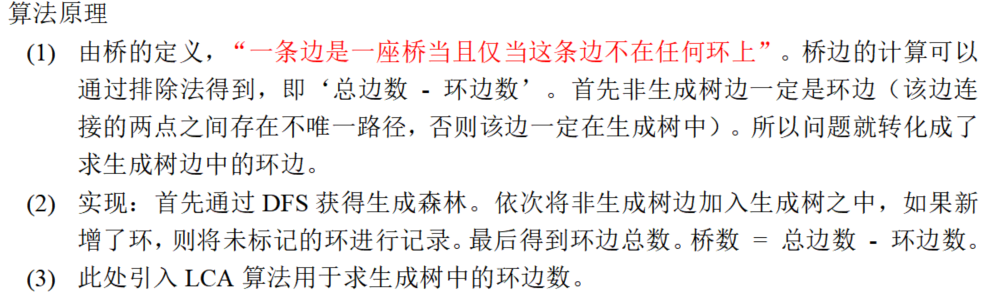 算法原理
(1) 由桥的定义，“一条边是一座桥当且仅当这条边不在任何环上”。桥边的计算可以
通过排除法得到，即‘总边数 - 环边数’。首先非生成树边一定是环边（该边连
接的两点之间存在不唯一路径，否则该边一定在生成树中）。所以问题就转化成了
求生成树边中的环边。
(2) 实现：首先通过 DFS 获得生成森林。依次将非生成树边加入生成树之中，如果新
增了环，则将未标记的环进行记录。最后得到环边总数。桥数 = 总边数 - 环边数。
(3) 此处引入 LCA 算法用于求生成树中的环边数。